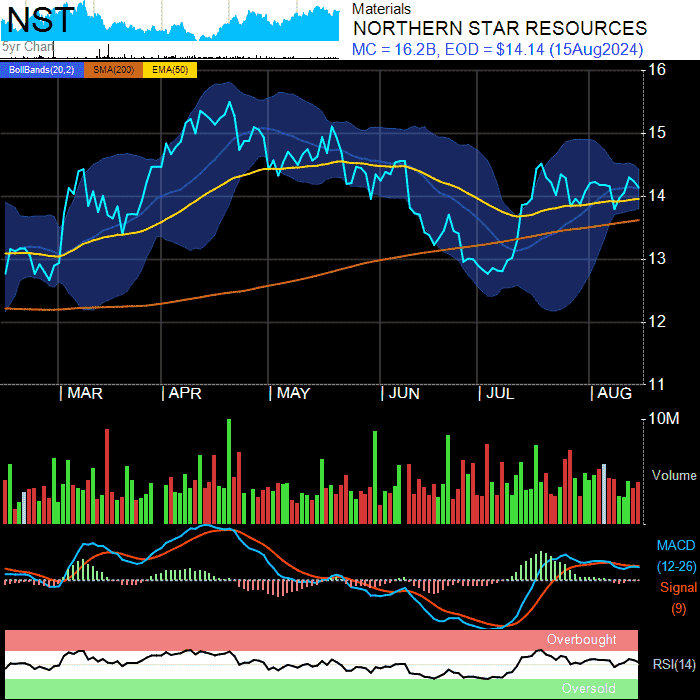 NST
5yr Chart
Materials
NORTHERN STAR RESOURCES
MC = 16.2B, EOD = $14.14 (15Aug2024)
BollBands(20,2) SMA(200) EMA(50)
16
15
14
13
12
11
MAR APR MAY JUN JUL AUG
10M
Volume
MACD
(12-26)
Signal
(9)
Overbought
RSI(14)
Oversold